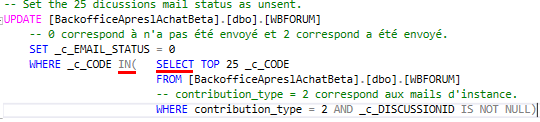 -- Set the 25 dicussions mail status as unsent.
UPDATE [BackofficeApreslAchatBeta].[dbo].[WBFORUM]
-- 0 correspond à n'a pas été envoyé et 2 correspond a été envoyé.
SET _c_EMAIL_STATUS = 0
WHERE _c_CODE IN( SELECT TOP 25 _c_CODE
FROM [BackofficeApreslAchatBeta].[dbo].[WBFORUM]
-- contribution_type = 2 correspond aux mails d'instance.
WHERE contribution_type = 2 AND _c_DISCUSSIONID IS NOT NULL)